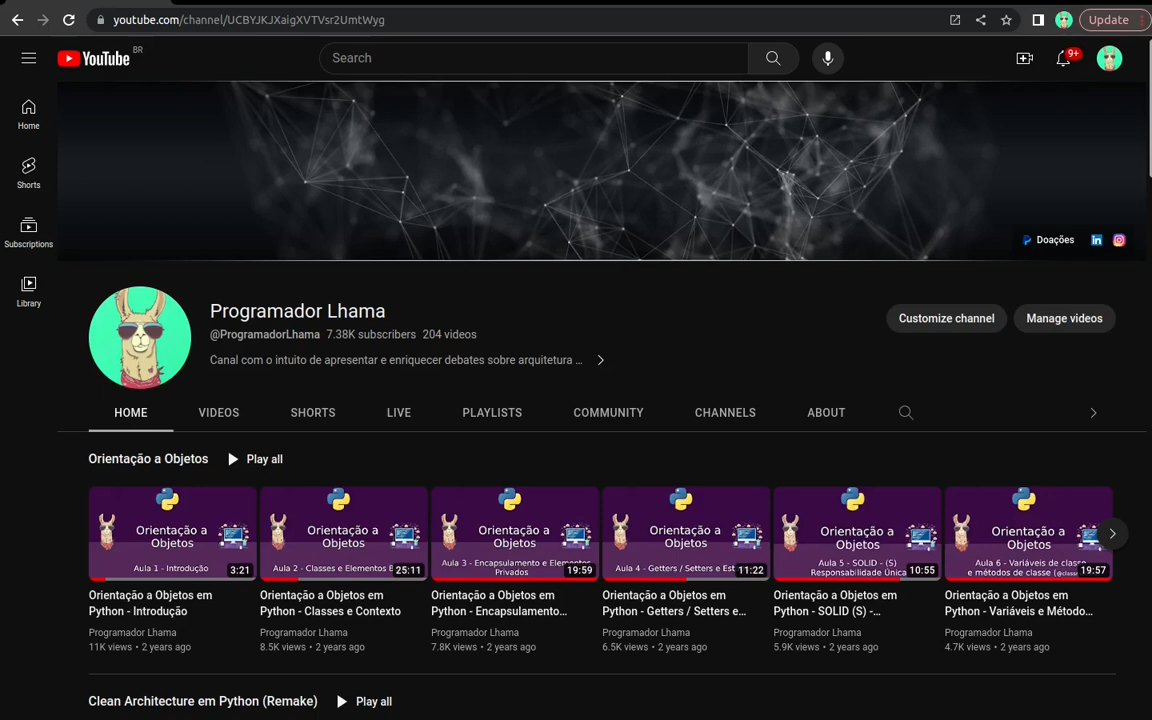 youtube.com/channel/UCBYJKJXaigXVTVsr2UmtWyg
Update
YouTube BR
Search
9+
Home
Shorts
Subscriptions
Library
Doações
Programador Lhama
@ProgramadorLhama 7.38K subscribers 204 videos
Canal com o intuito de apresentar e enriquecer debates sobre arquitetura ...
Customize channel
Manage videos
HOME VIDEOS SHORTS LIVE PLAYLISTS COMMUNITY CHANNELS ABOUT
Orientação a Objetos Play all
Orientação a
Objetos
Aula 1 - Introdução
3:21
Orientação a Objetos em
Python - Introdução
Programador Lhama
11K views • 2 years ago
Orientação a
Objetos
Aula 2 - Classes e Elementos B
25:11
Orientação a Objetos em
Python - Classes e Contexto
Programador Lhama
8.5K views • 2 years ago
Orientação a
Objetos
Aula 3 - Encapsulamento e Elementos
Privados
19:59
Orientação a Objetos em
Python - Encapsulamento...
Programador Lhama
7.8K views • 2 years ago
Orientação a
Objetos
Aula 4 - Getters / Setters e Est
11:22
Orientação a Objetos em
Python - Getters / Setters e...
Programador Lhama
6.5K views • 2 years ago
Orientação a
Objetos
Aula 5 - SOLID - (S)
Responsabilidade Única
10:55
Orientação a Objetos em
Python - SOLID (S) -...
Programador Lhama
5.9K views • 2 years ago
Orientação a
Objetos
Aula 6 - Variáveis de classe
e métodos de classe (@class
19:57
Orientação a Objetos em
Python - Variáveis e Método...
Programador Lhama
4.7K views • 2 years ago
Clean Architecture em Python (Remake) Play all